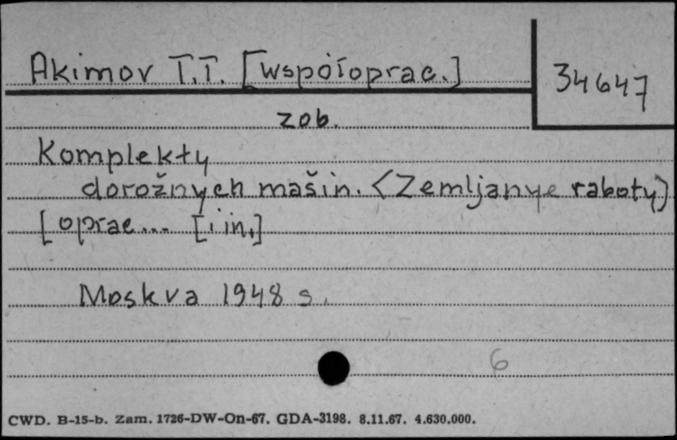 Akimov T.T. [współoprac.]
34647
zob.
Komplekty
dorožnych mašin. <Zemljanye raboty>
[oprac... [i in.]
Moskva 1948 s.
6
CWD. B-15-b. Zam. 1726-DW-On-67. GDA-3198. 8.11.67. 4.630.000.